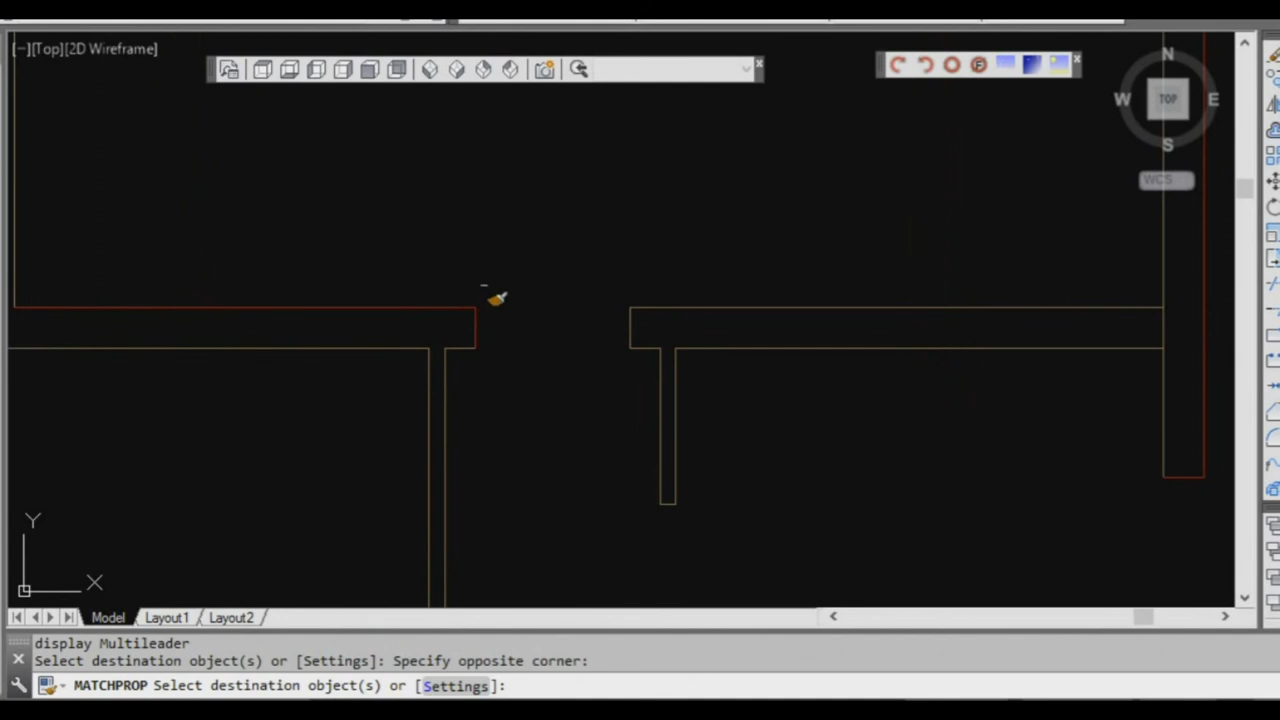 [−][Top][2D Wireframe]
N
W TOP E
S
WCS
Y
X
Model Layout1 Layout2
display Multileader
Select destination object(s) or [Settings]: Specify opposite corner:
MATCHPROP Select destination object(s) or [Settings]: